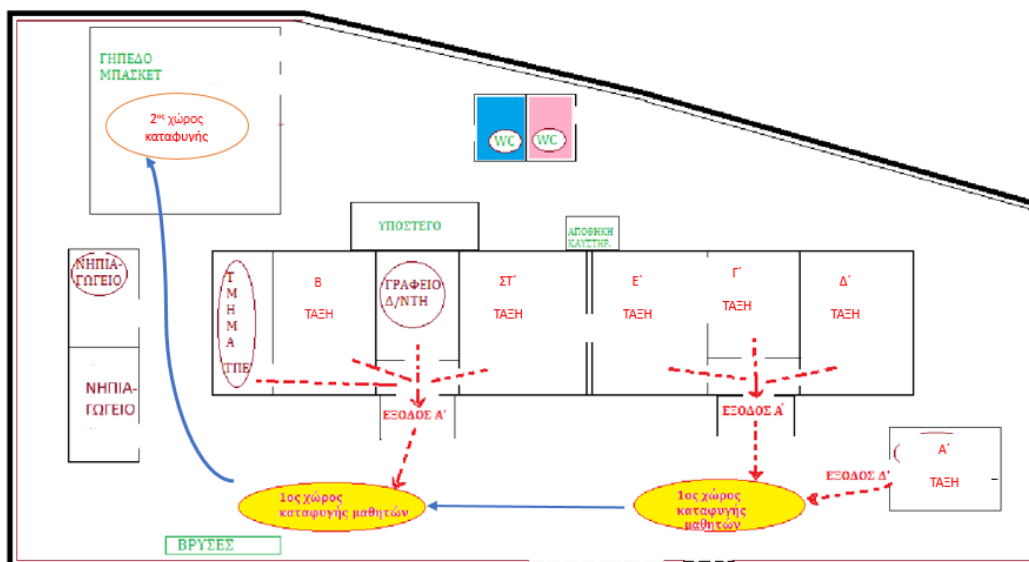 ΓΗΠΕΔΟ
ΜΠΑΣΚΕΤ
2ος χώρος
καταφυγής
WC
WC
ΥΠΟΣΤΕΓΟ
ΑΠΟΘΗΚΗ
ΚΑΥΣΤΗΡ.
ΝΗΠΙΑ-
ΓΩΓΕΙΟ
Τ
Μ
Η
Μ
Α
ΤΠΕ
Β
ΤΑΞΗ
ΓΡΑΦΕΙΟ
Δ/ΝΤΗ
ΣΤ΄
ΤΑΞΗ
Ε΄
ΤΑΞΗ
Γ΄
ΤΑΞΗ
Δ΄
ΤΑΞΗ
ΝΗΠΙΑ-
ΓΩΓΕΙΟ
ΕΞΟΔΟΣ Α΄
ΕΞΟΔΟΣ Α΄
Α΄
ΤΑΞΗ
ΕΞΟΔΟΣ Δ΄
1ος χώρος
καταφυγής μαθητών
1ος χώρος
καταφυγής
μαθητών
ΒΡΥΣΕΣ